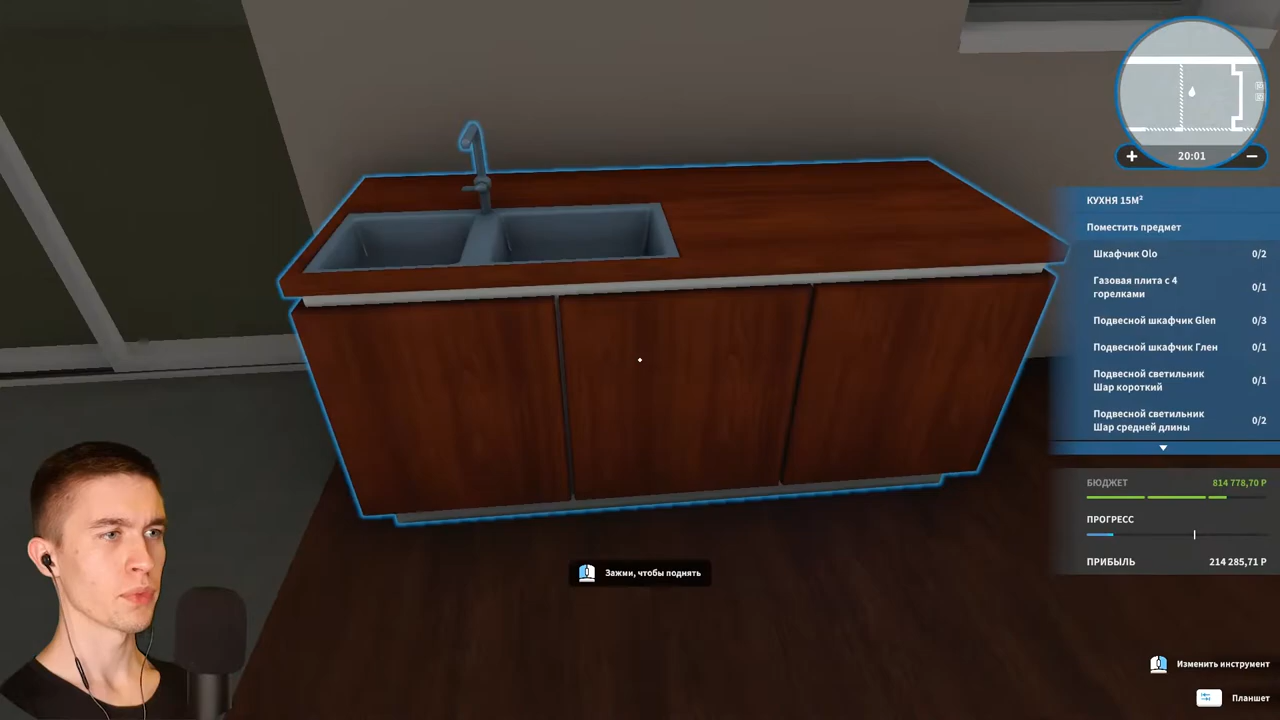 20:01
КУХНЯ 15М²
Поместить предмет
Шкафчик Olo 0/2
Газовая плита с 4
горелками 0/1
Подвесной шкафчик Glen 0/3
Подвесной шкафчик Глен 0/1
Подвесной светильник
Шар короткий 0/1
Подвесной светильник
Шар средней длины 0/2
БЮДЖЕТ 814 778,70 Р
ПРОГРЕСС
ПРИБЫЛЬ 214 285,71 Р
Зажми, чтобы поднять
Изменить инструмент
Планшет